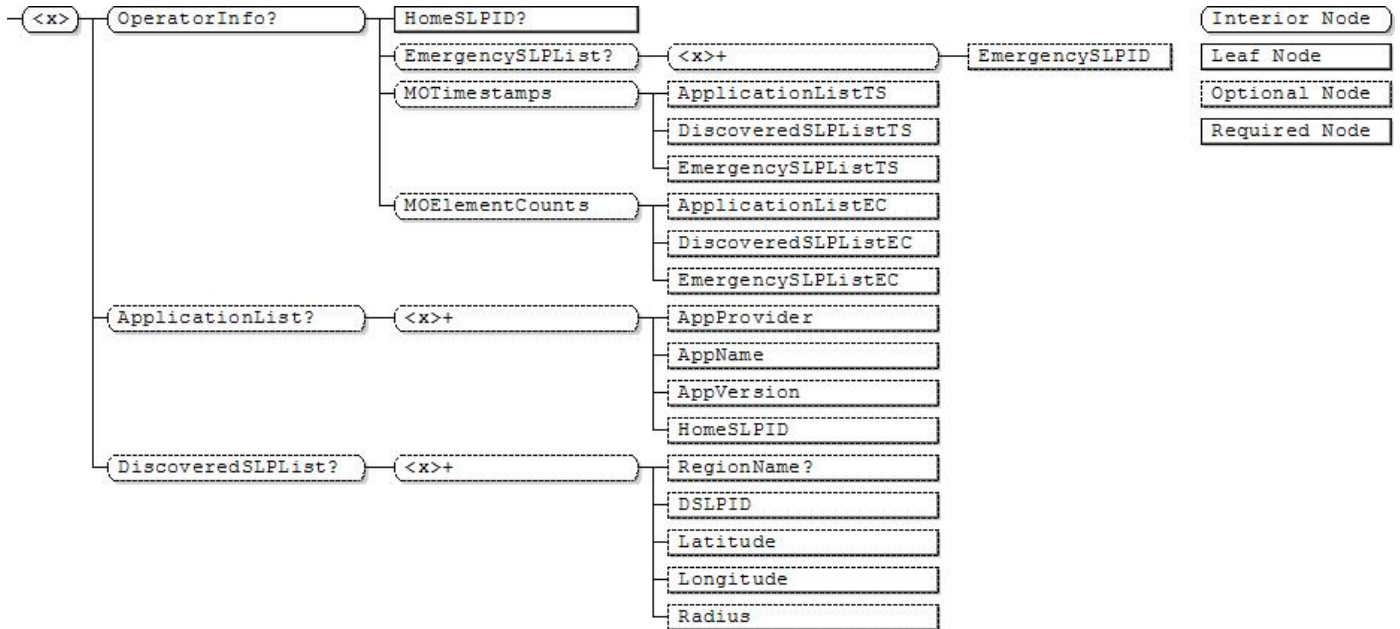 <x> OperatorInfo? HomeSLPID? Interior Node
EmergencySLPList? <x>+ EmergencySLPID Leaf Node
MOTimestamps ApplicationListTS Optional Node
DiscoveredSLPListTS Required Node
EmergencySLPListTS
MOElementCounts ApplicationListEC
DiscoveredSLPListEC
EmergencySLPListEC
ApplicationList? <x>+ AppProvider
AppName
AppVersion
HomeSLPID
DiscoveredSLPList? <x>+ RegionName?
DSLPID
Latitude
Longitude
Radius